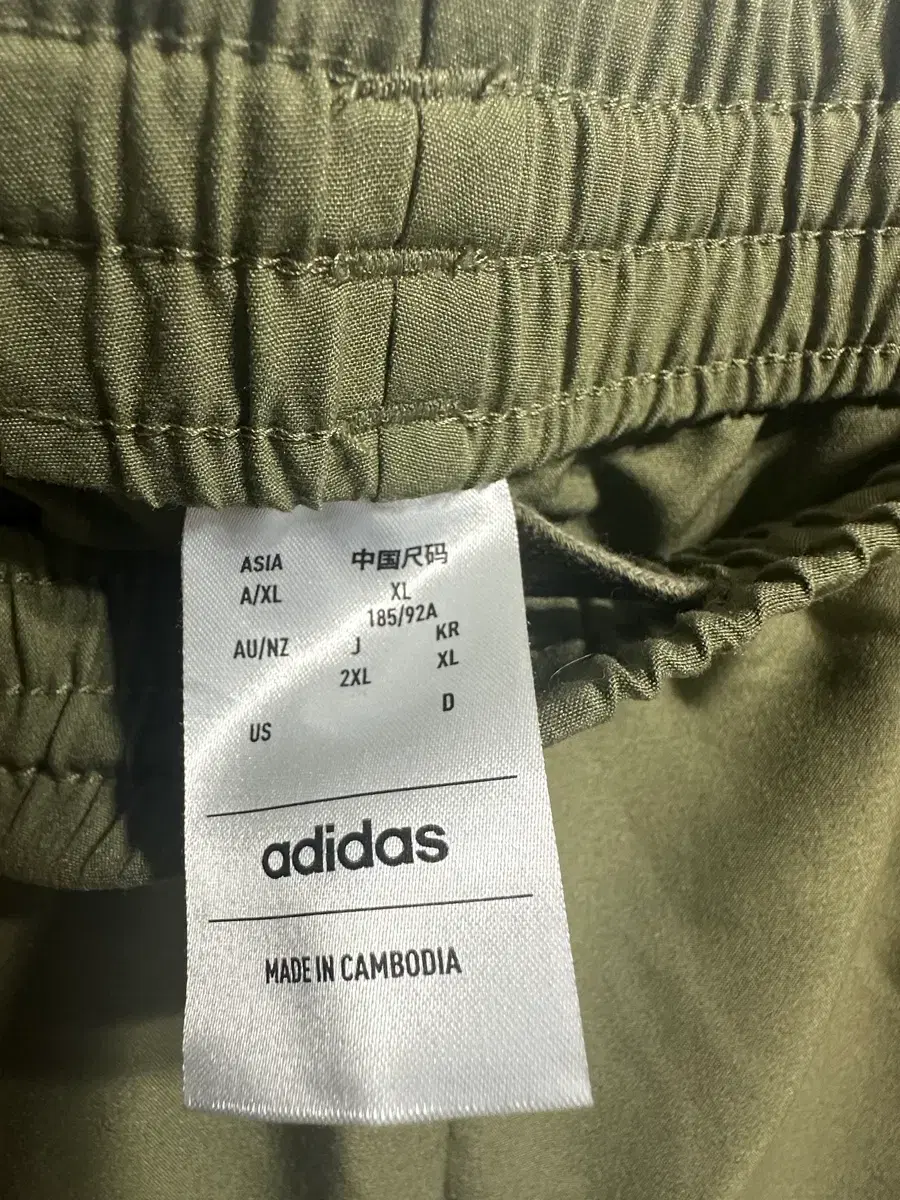 ASIA 中国尺码
A/XL XL
185/92A
AU/NZ J KR
2XL XL
US D
adidas
MADE IN CAMBODIA